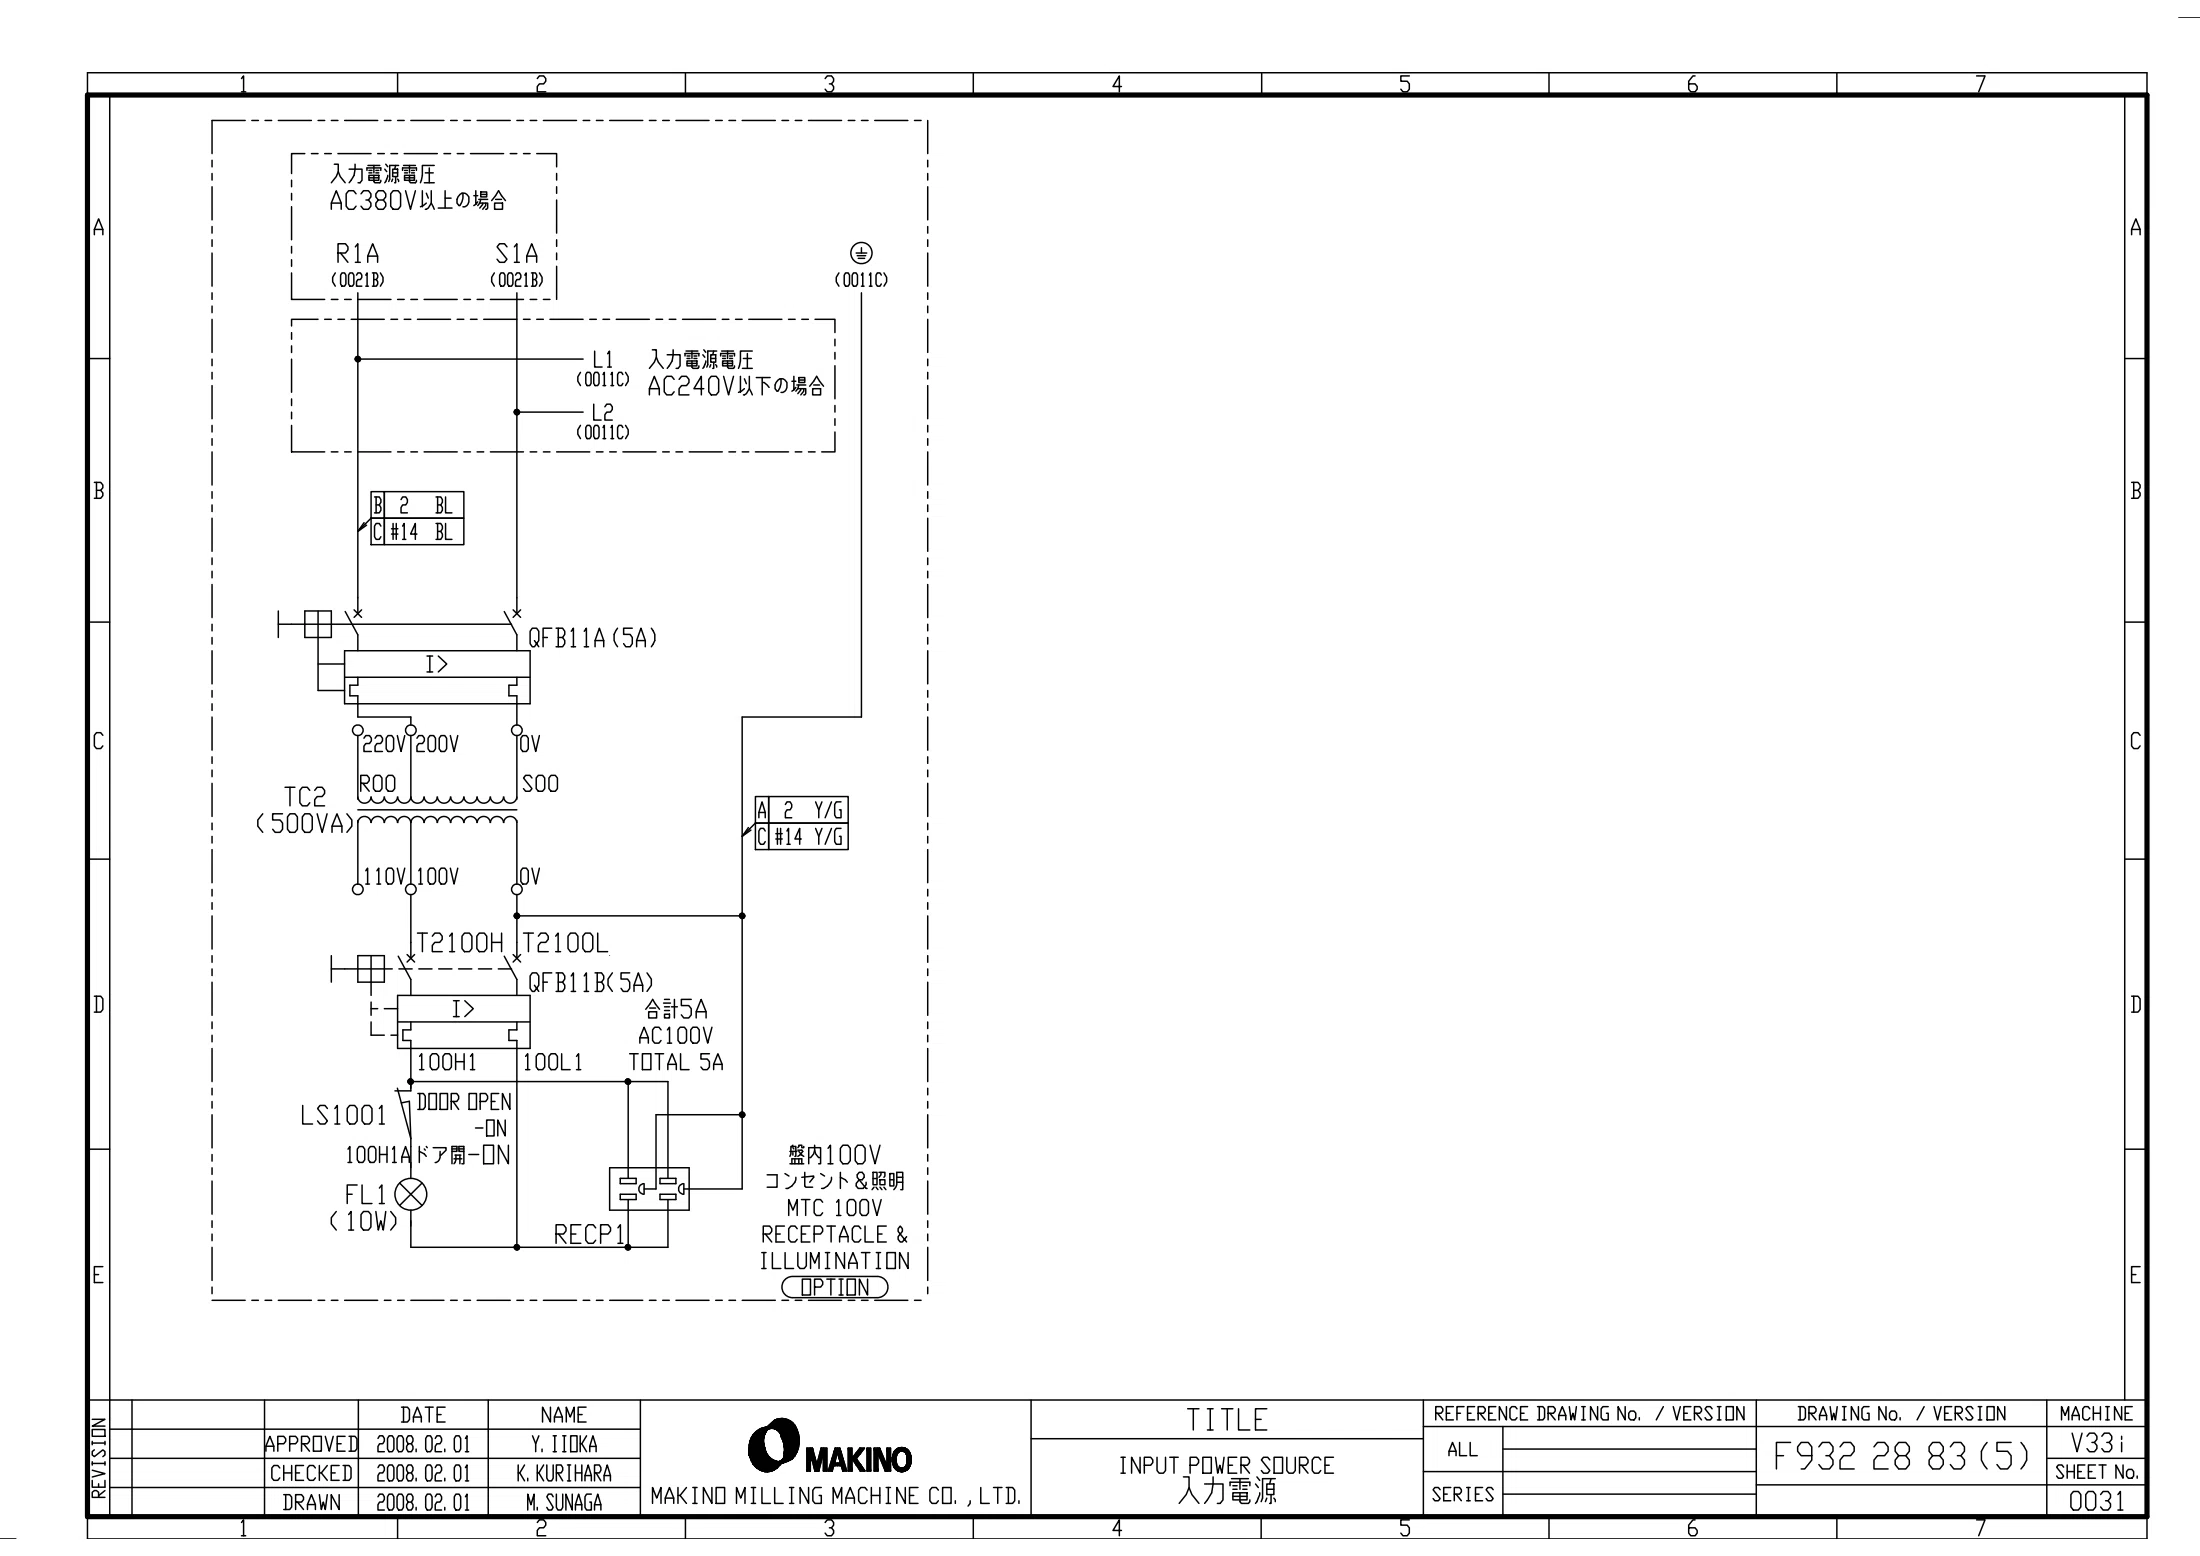 1 2 3 4 5 6 7
A A
B B
C C
D D
E E
入力電源電圧
AC380V以上の場合
R1A S1A
(0021B) (0021B) (0011C)
L1
(0011C)
入力電源電圧
AC240V以下の場合
L2
(0011C)
B 2 BL
C #14 BL
QFB11A(5A)
I>
220V 200V 0V
R00 S00
TC2
(500VA)
A 2 Y/G
C #14 Y/G
110V 100V 0V
T2100H T2100L
QFB11B(5A)
I>
合計5A
AC100V
TOTAL 5A
100H1 100L1
LS1001
DOOR OPEN
-ON
100H1A ドア開-ON
FL1
(10W)
RECP1
盤内100V
コンセント&照明
MTC 100V
RECEPTACLE &
ILLUMINATION
OPTION
REVISION
DATE NAME
APPROVED 2008.02.01 Y.IIOKA
CHECKED 2008.02.01 K.KURIHARA
DRAWN 2008.02.01 M.SUNAGA
MAKINO
MAKINO MILLING MACHINE CO.,LTD.
TITLE
INPUT POWER SOURCE
入力電源
REFERENCE DRAWING No. / VERSION
ALL
SERIES
DRAWING No. / VERSION
F932 28 83(5)
MACHINE
V33i
SHEET No.
0031
1 2 3 4 5 6 7